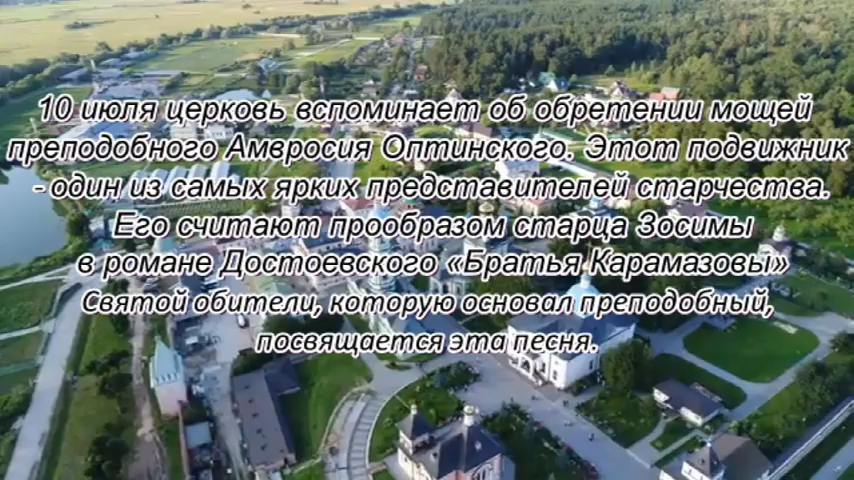 10 июля церковь вспоминает об обретении мощей
преподобного Амвросия Оптинского. Этот подвижник
- один из самых ярких представителей старчества.
Его считают прообразом старца Зосимы
в романе Достоевского «Братья Карамазовы»
Святой обители, которую основал преподобный,
посвящается эта песня.